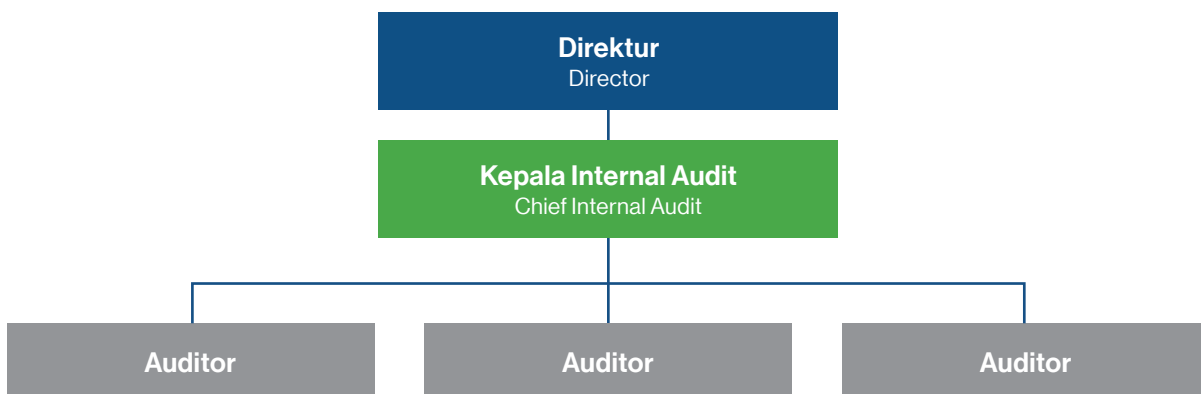 Direktur
Director
Kepala Internal Audit
Chief Internal Audit
Auditor
Auditor
Auditor